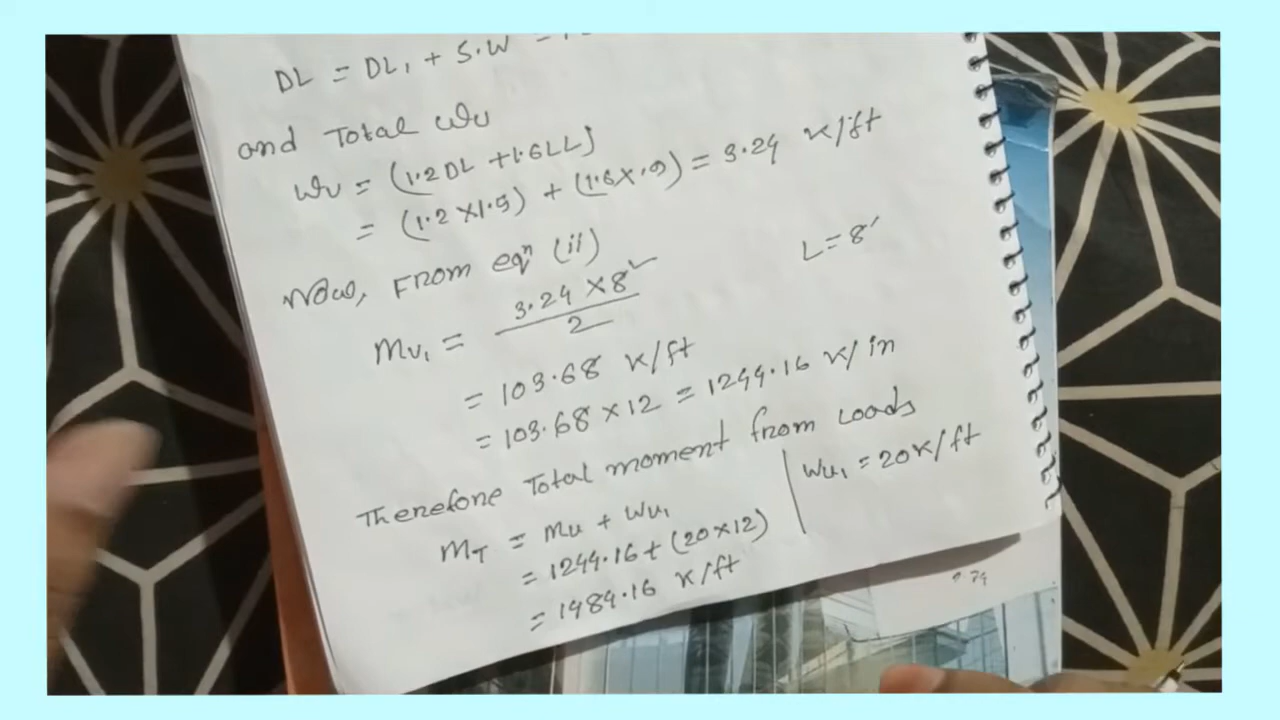 DL = DL₁ + S.W =
and Total Wu
Wu = (1.2DL + 1.6LL)
= (1.2 × 1.5) + (1.6 × .9) = 3.24 K/ft
Now, From eqⁿ (ii)
L = 8'
Mu₁ = 3.24 × 8² / 2
= 103.68 K/ft
= 103.68 × 12 = 1244.16 K/in
Therefore Total moment from Loads
MT = Mu + Wu₁
Wu₁ = 20K/ft
= 1244.16 + (20×12)
= 1484.16 K/ft